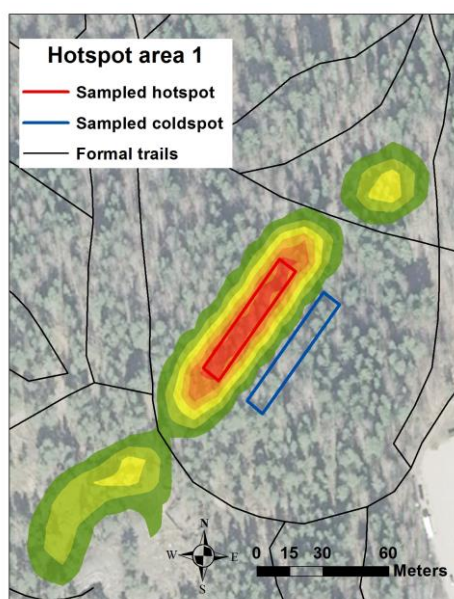 Hotspot area 1
Sampled hotspot
Sampled coldspot
Formal trails
N
W E
S
0 15 30 60
Meters